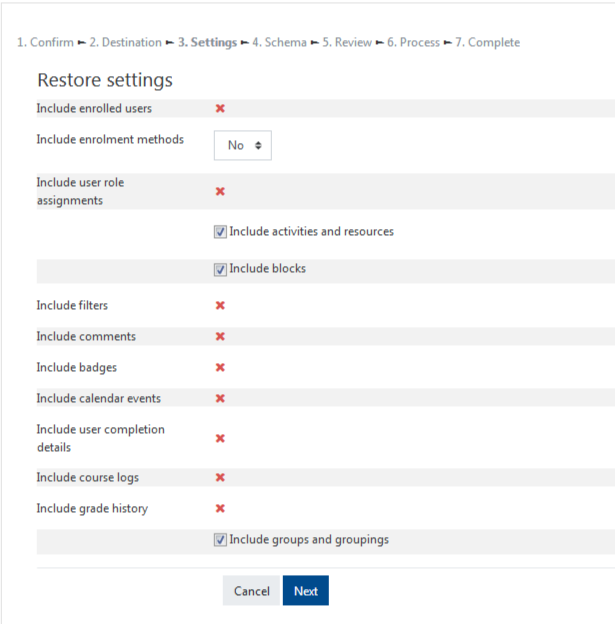 1. Confirm ► 2. Destination ► 3. Settings ► 4. Schema ► 5. Review ► 6. Process ► 7. Complete
Restore settings
Include enrolled users
Include enrolment methods
No
Include user role
assignments
Include activities and resources
Include blocks
Include filters
Include comments
Include badges
Include calendar events
Include user completion
details
Include course logs
Include grade history
Include groups and groupings
Cancel Next